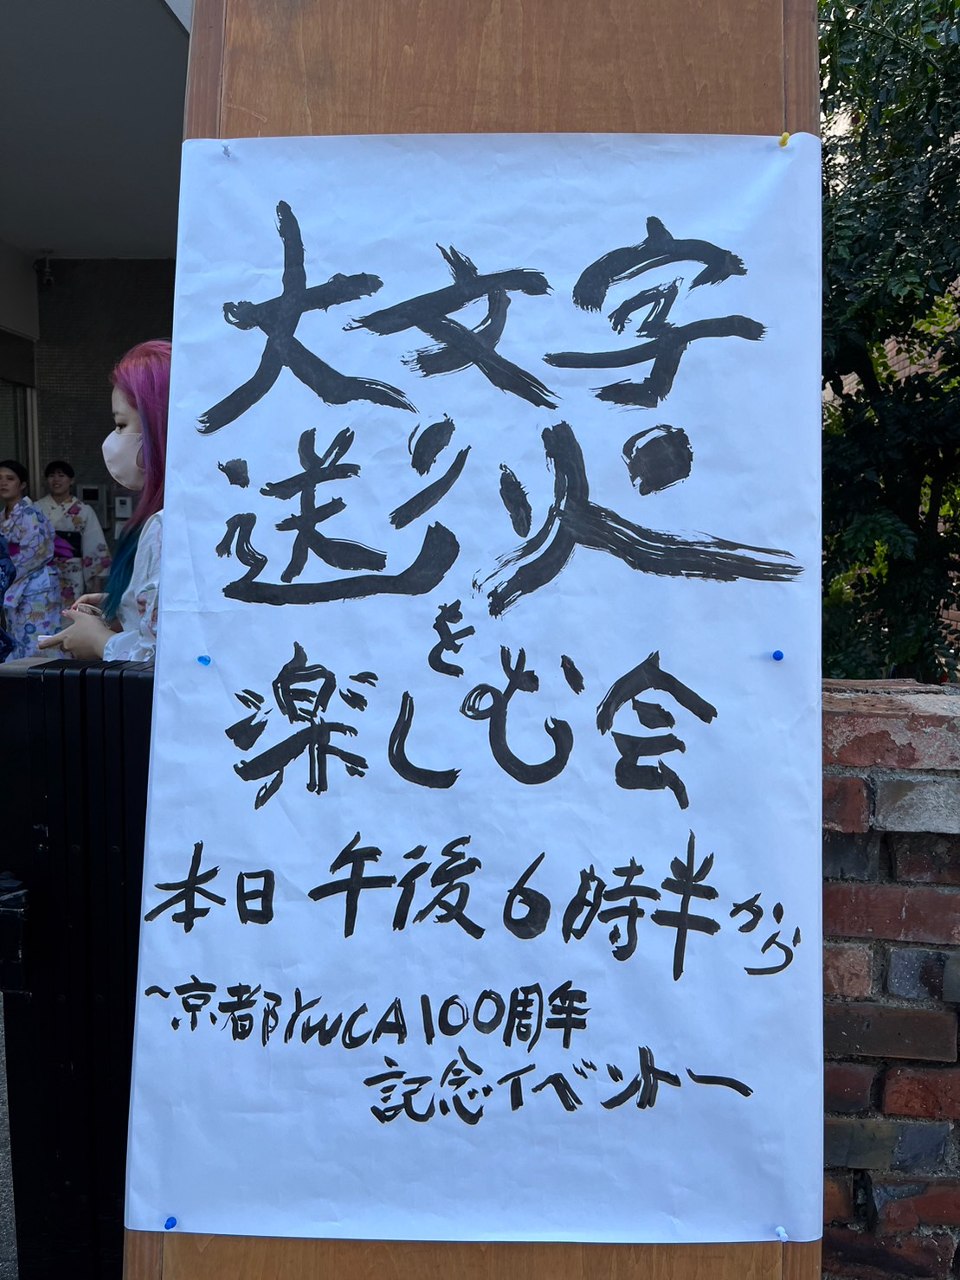 大文字
送り火
を
楽しむ会
本日 午後6時半から
~京都YWCA100周年
記念イベント~